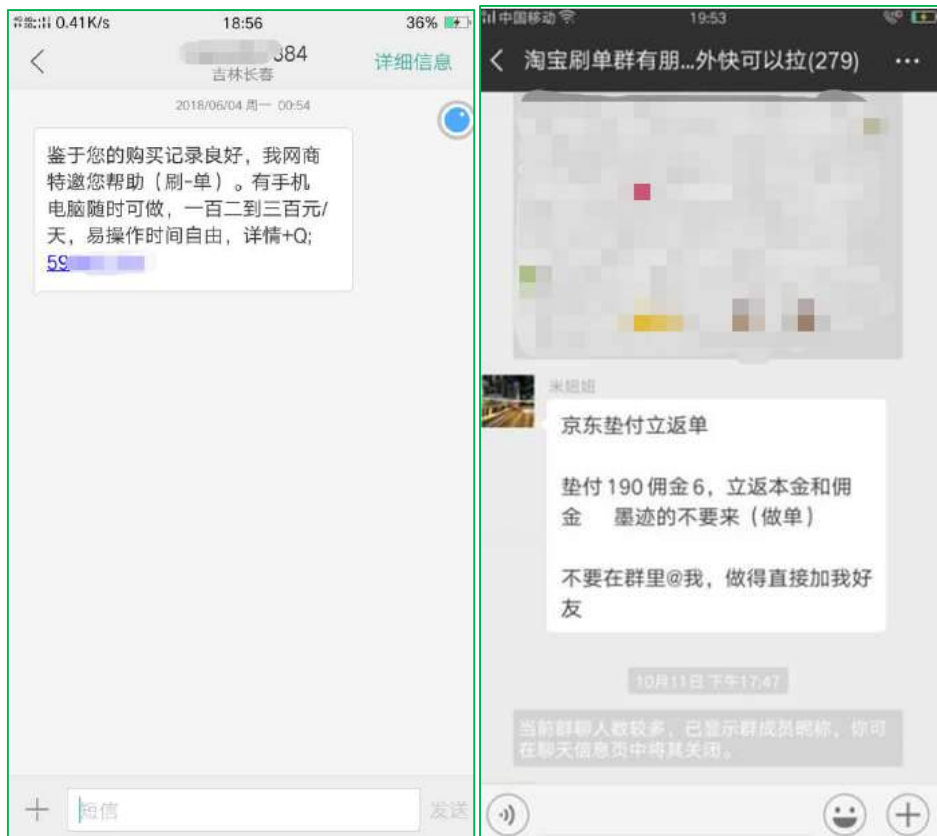 0.41K/s
18:56
36%
384
详细信息
吉林长春
2018/06/04 周一 00:54
鉴于您的购买记录良好，我网商
特邀您帮助（刷-单）。有手机
电脑随时可做，一百二到三百元/
天，易操作时间自由，详情+Q;
59
短信
发送
中国移动
19:53
淘宝刷单群有朋...外快可以拉(279)
米妞妞
京东垫付立返单
垫付190佣金6，立返本金和佣
金 墨迹的不要来（做单）
不要在群里@我，做得直接加我好
友
10月11日 下午17:47
当前群聊人数较多，已显示群成员昵称，你可
在聊天信息页中将其关闭。